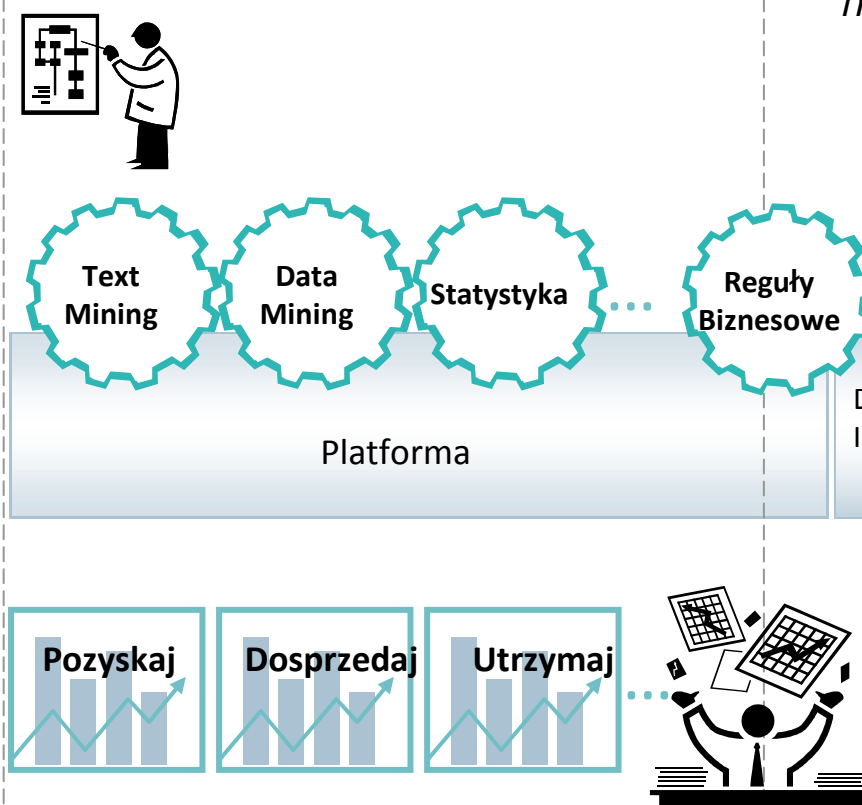 Text
Mining
Data
Mining
Statystyka
...
Reguły
Biznesowe
Platforma
Pozyskaj
Dosprzedaj
Utrzymaj
...